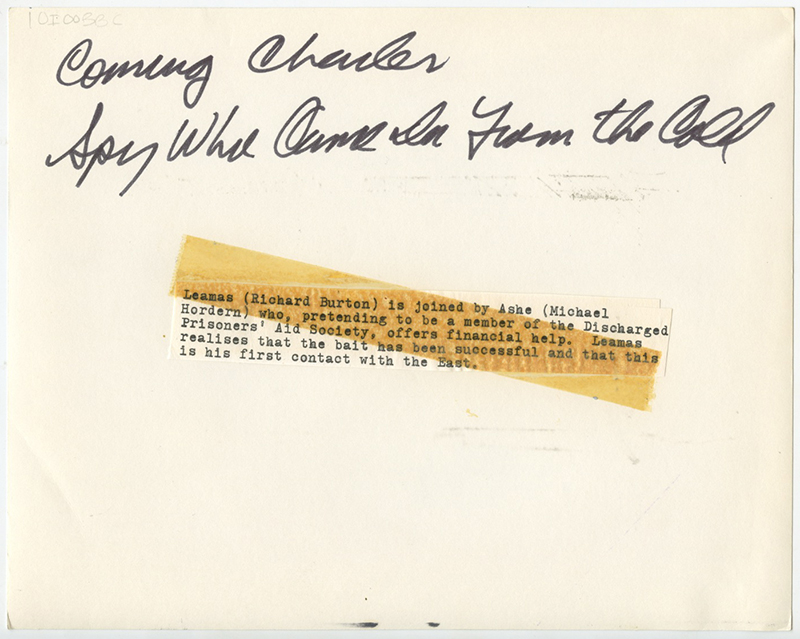 Coming Charles
Spy Who Came In From the Cold
Leamas (Richard Burton) is joined by Ashe (Michael
Hordern) who, pretending to be a member of the Discharged
Prisoners' Aid Society, offers financial help.  Leamas
realises that the bait has been successful and that this
is his first contact with the East.